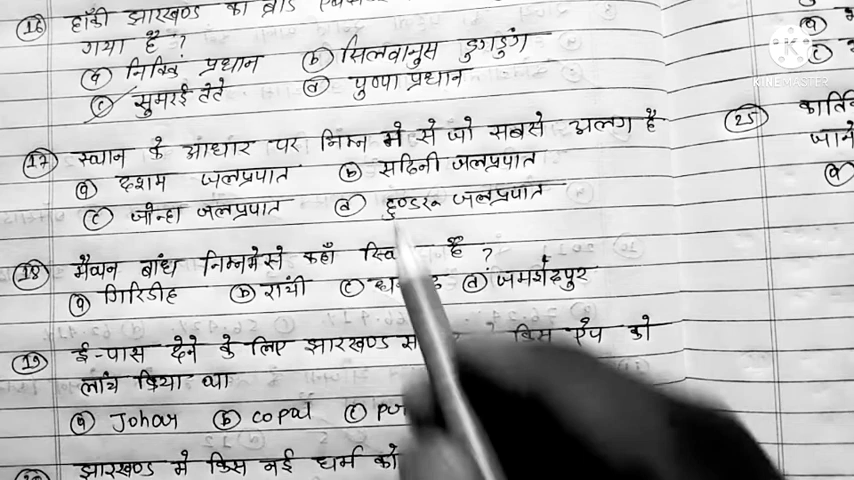 (16) हॉकी झारखण्ड का ब्रांड
गया है ?
(a) निक्कि प्रधान (b) सिलवानुस डुगडुंग
(c) सुमराई टेटे (d) पुष्पा प्रधान
(17) स्थान के आधार पर निम्न में से जो सबसे अलग है
(a) दशम जलप्रपात (b) सदिनी जलप्रपात
(c) जोन्हा जलप्रपात (d) हुण्डरू जलप्रपात
(18) मैथन बांध निम्नमेसे कहाँ है ?
(a) गिरिडीह (b) रांची (c) (d) जमशेदपुर
(19) ई-पास देने के लिए झारखण्ड किस ऐप को
लांच किया था
(a) Johar (b) copal (c)
झारखण्ड मे किस नई धर्म को
(25)
जाने
KINEMASTER